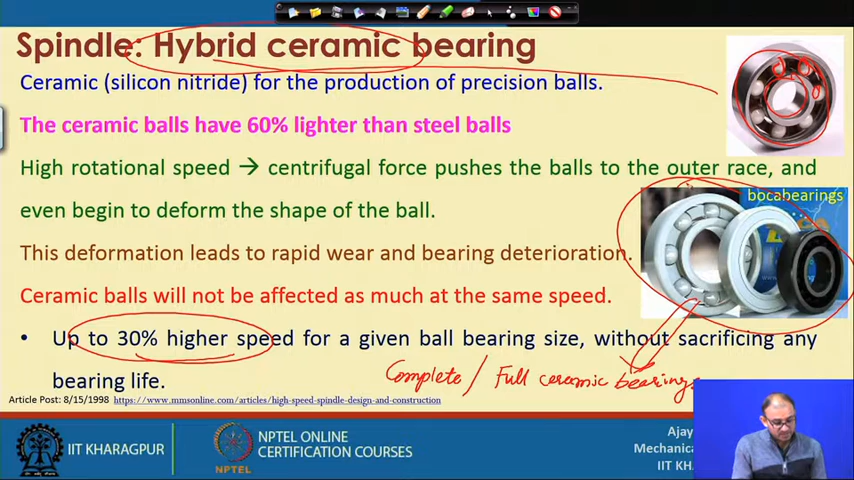 Spindle: Hybrid ceramic bearing
Ceramic (silicon nitride) for the production of precision balls.
The ceramic balls have 60% lighter than steel balls
High rotational speed → centrifugal force pushes the balls to the outer race, and
even begin to deform the shape of the ball.
bocabearings
This deformation leads to rapid wear and bearing deterioration.
Ceramic balls will not be affected as much at the same speed.
• Up to 30% higher speed for a given ball bearing size, without sacrificing any
bearing life.
Complete / Full ceramic bearings
Article Post: 8/15/1998 https://www.mmsonline.com/articles/high-speed-spindle-design-and-construction
IIT KHARAGPUR
NPTEL
NPTEL ONLINE
CERTIFICATION COURSES
Ajay
Mechanica
IIT KHA